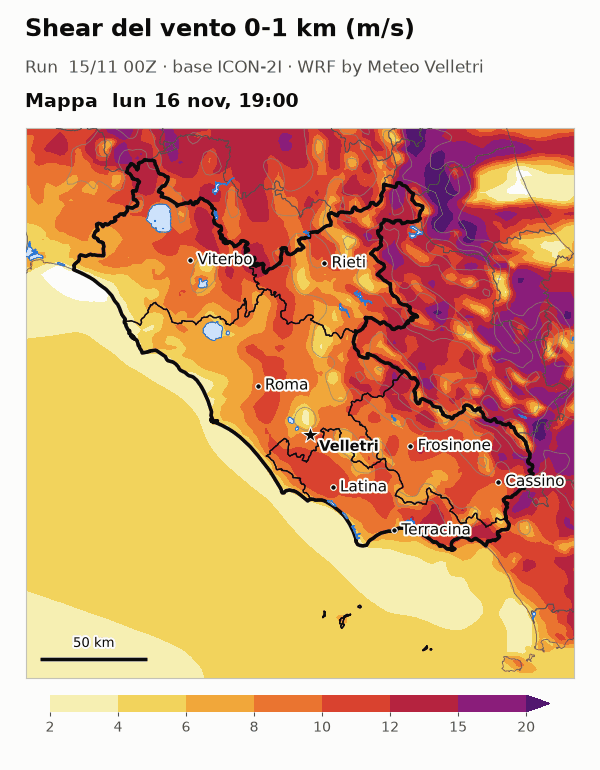 Shear del vento 0-1 km (m/s)
Run 15/11 00Z · base ICON-2I · WRF by Meteo Velletri
Mappa lun 16 nov, 19:00
Viterbo
Rieti
Roma
Velletri
Frosinone
Latina
Cassino
Terracina
50 km
2 4 6 8 10 12 15 20